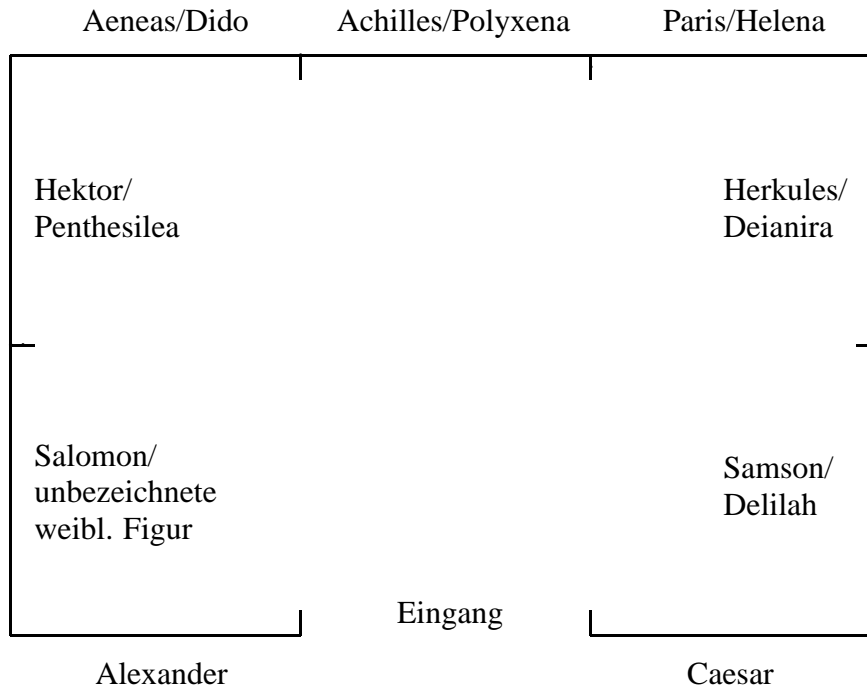 Aeneas/Dido
Achilles/Polyxena
Paris/Helena
Hektor/
Penthesilea
Herkules/
Deianira
Salomon/
unbezeichnete
weibl. Figur
Samson/
Delilah
Eingang
Alexander
Caesar